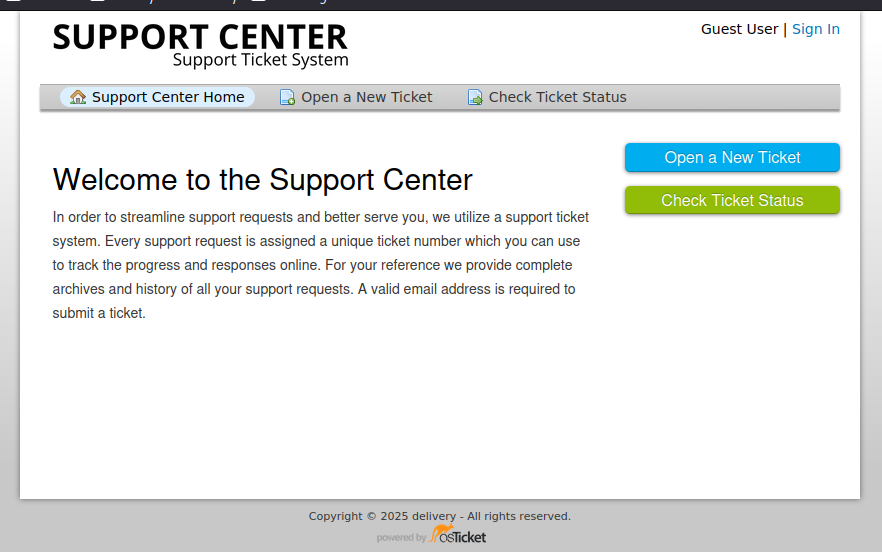 SUPPORT CENTER
Support Ticket System
Guest User | Sign In
Support Center Home
Open a New Ticket
Check Ticket Status
Open a New Ticket
Check Ticket Status
Welcome to the Support Center
In order to streamline support requests and better serve you, we utilize a support ticket
system. Every support request is assigned a unique ticket number which you can use
to track the progress and responses online. For your reference we provide complete
archives and history of all your support requests. A valid email address is required to
submit a ticket.
Copyright © 2025 delivery - All rights reserved.
powered by osTicket